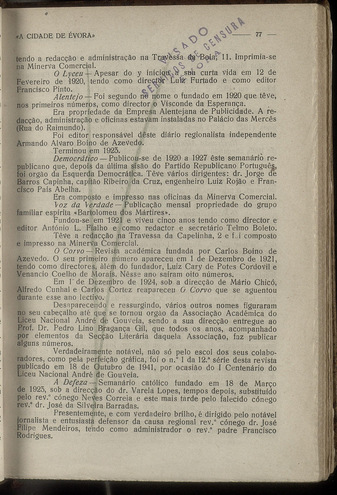 «A CIDADE DE ÉVORA» 77
tendo a redacção e administração na Travessa da Bola, 11. Imprimia-se
na Minerva Comercial.
O Lyceu — Apesar do y iniciou a sua curta vida em 12 de
Fevereiro de 1920, tendo como director Luiz Furtado e como editor
Francisco Pinto.
Alentejo — Foi segundo do nome o fundado em 1920 que têve,
nos primeiros números, como director o Visconde da Esperança.
Era propriedade da Empresa Alentejana de Publicidade. A re-
dacção, administração e oficinas estavam instaladas no Palácio das Mercês
(Rua do Raimundo).
Foi editor responsável dêste diário regionalista independente
Armando Alvaro Boino de Azevedo.
Terminou em 1925.
Democrático — Publicou-se de 1920 a 1927 êste semanário re-
publicano que, depois da última cisão do Partido Republicano Português,
foi orgão da Esquerda Democrática. Têve vários dirigentes: dr. Jorge de
Barros Capinha, capitão Ribeiro da Cruz, engenheiro Luiz Rojão e Fran-
cisco Pais Abelha.
Era composto e impresso nas oficinas da Minerva Comercial.
Voz da Verdade — Publicação mensal propriedade do grupo
familiar espírita «Bartolomeu dos Mártires».
Fundou-se em 1921 e viveu cinco anos tendo como director e
editor António L. Fialho e como redactor e secretário Telmo Boleto.
Têve a redacção na Travessa da Capelinha, 2 e foi composto
e impresso na Minerva Comercial.
O Corvo — Revista académica fundada por Carlos Boino de
Azevedo. O seu primeiro número apareceu em 1 de Dezembro de 1921,
tendo como directores, além do fundador, Luiz Cary de Potes Cordovil e
Venancio Coelho de Morais. Nêsse ano sairam oito números.
Em 1 de Dezembro de 1924, sob a direcção de Mário Chicó,
Alfredo Cunhal e Carlos Cortez reapareceu O Corvo que se aguentou
durante esse ano lectivo.
Desaparecendo e ressurgindo, vários outros nomes figuraram
no seu cabeçalho até que se tornou orgão da Associação Académica do
Liceu Nacional André de Gouveia, sendo a sua direcção entregue ao
Prof. Dr. Pedro Lino Bragança Gil, que todos os anos, acompanhado
por elementos da Secção Literária daquela Associação, faz publicar
alguns números.
Verdadeiramente notável, não só pelo escol dos seus colabo-
radores, como pela perfeição gráfica, foi o n.º 1 da 12.ª série desta revista
publicado em 18 de Outubro de 1941, por ocasião do I Centenário do
Liceu Nacional André de Gouveia.
A Defeza — Semanário católico fundado em 18 de Março
de 1923, sob a direcção do dr. Varela Lopes, tempos depois, substituído
pelo rev.º cónego Neves Correia e este mais tarde pelo falecido cónego
rev.º dr. José da Silveira Barradas.
Presentemente, e com verdadeiro brilho, é dirigido pelo notável
jornalista e entusiasta defensor da causa regional rev.º cónego dr. José
Filipe Mendeiros, tendo como administrador o rev.º padre Francisco
Rodrigues.